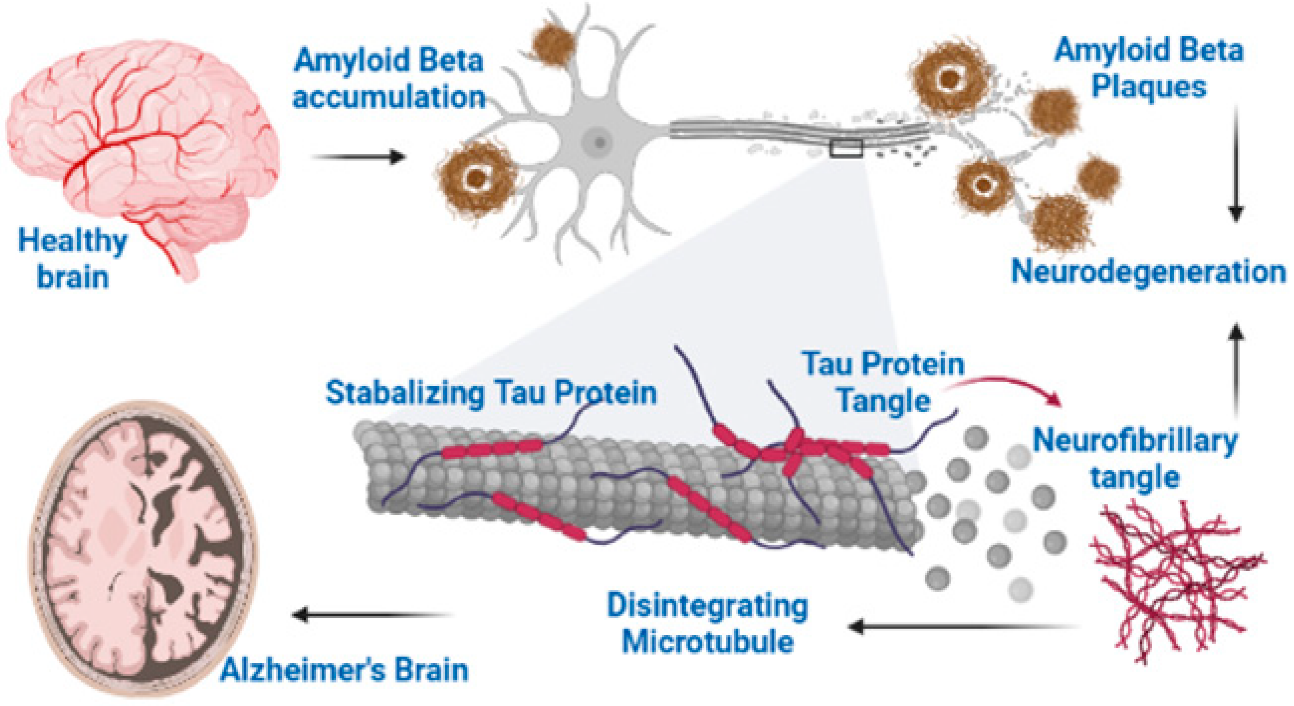 Amyloid Beta
accumulation
Amyloid Beta
Plaques
Healthy
brain
Neurodegeneration
Stabalizing Tau Protein
Tau Protein
Tangle
Neurofibrillary
tangle
Disintegrating
Microtubule
Alzheimer's Brain